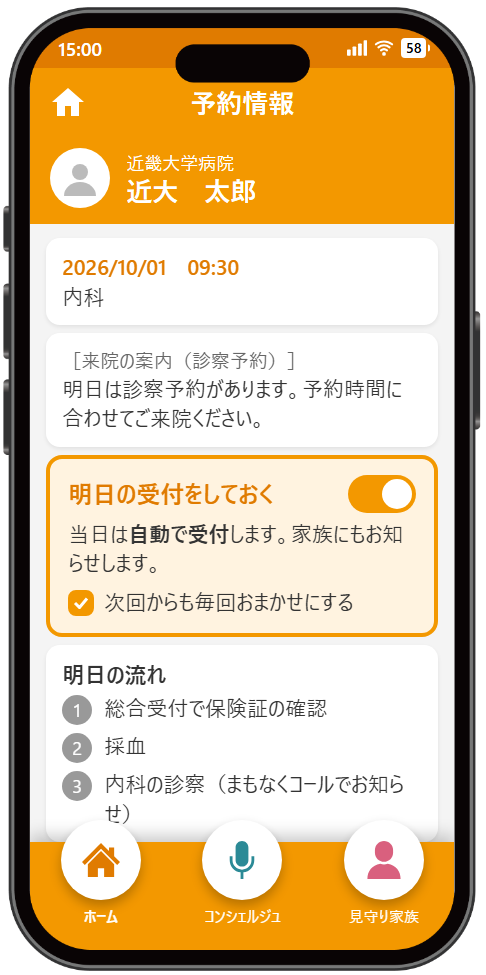 15:00
58
予約情報
近畿大学病院
近大　太郎
2026/10/01　09:30
内科
［来院の案内（診察予約）］
明日は診察予約があります。予約時間に
合わせてご来院ください。
明日の受付をしておく
当日は自動で受付します。家族にもお知
らせします。
次回からも毎回おまかせにする
明日の流れ
1 総合受付で保険証の確認
2 採血
3 内科の診察（まもなくコールでお知ら
せ）
ホーム
コンシェルジュ
見守り家族